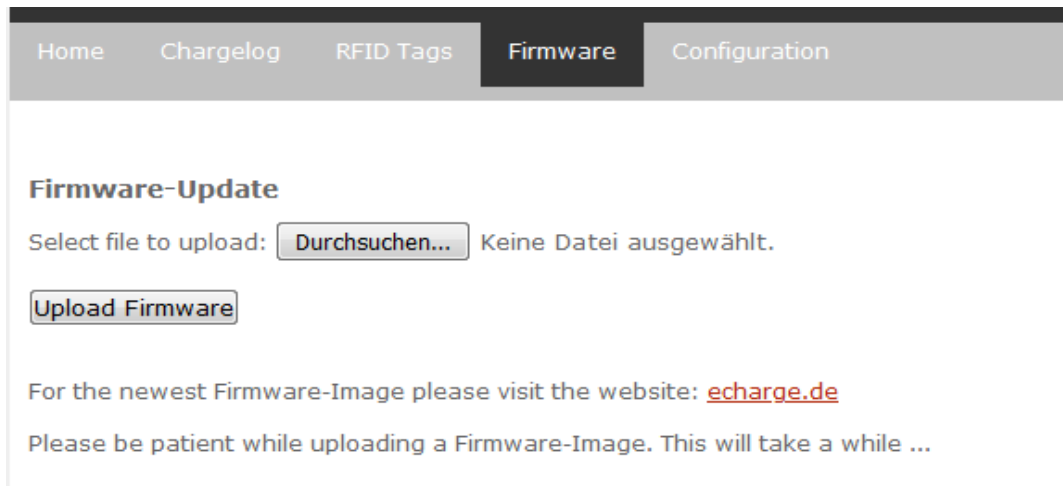 Home Chargelog RFID Tags Firmware Configuration
Firmware-Update
Select file to upload: Durchsuchen... Keine Datei ausgewählt.
Upload Firmware
For the newest Firmware-Image please visit the website: echarge.de
Please be patient while uploading a Firmware-Image. This will take a while ...